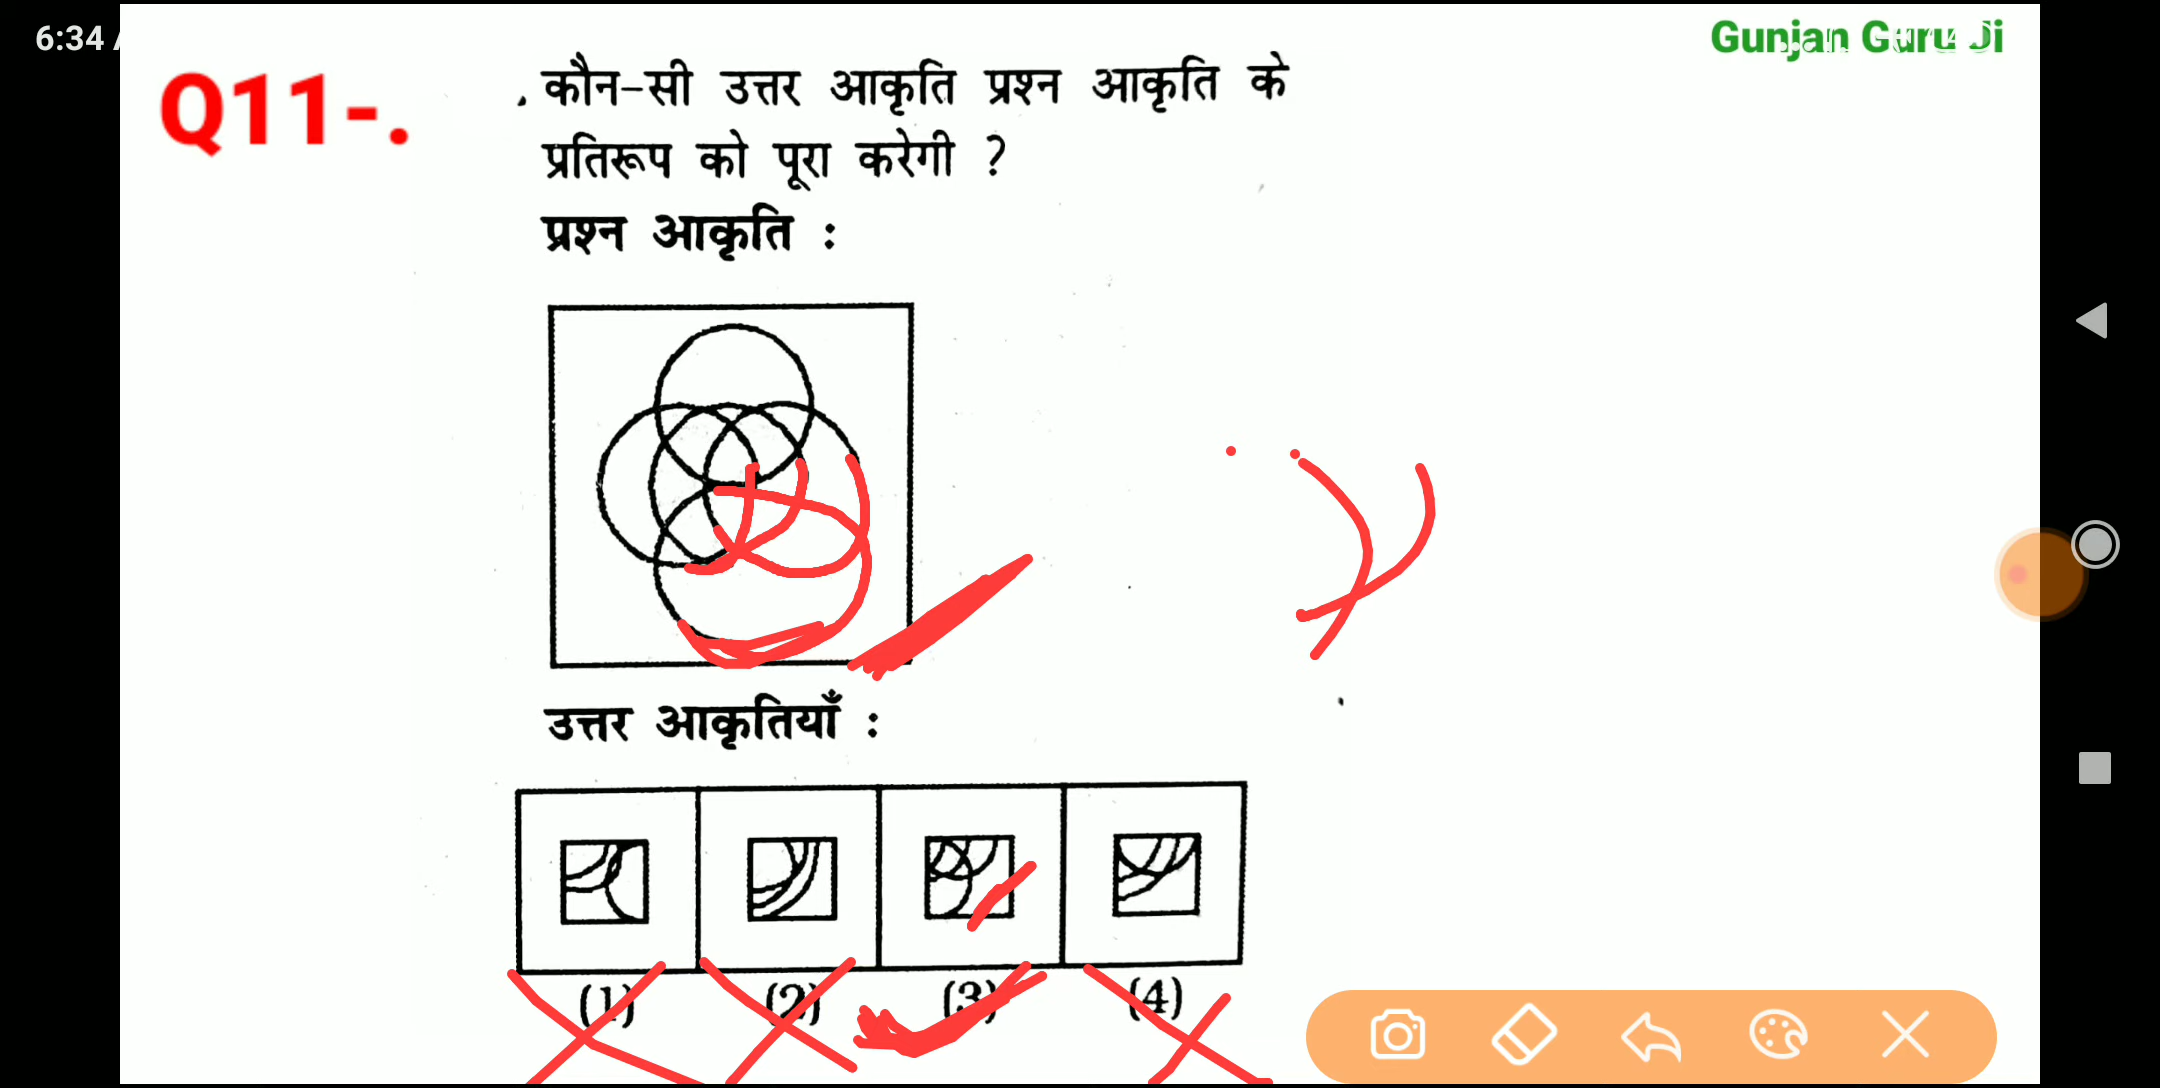 6:34
Gunjan Guru Ji
Q11-.
कौन-सी उत्तर आकृति प्रश्न आकृति के
प्रतिरूप को पूरा करेगी ?
प्रश्न आकृति :
उत्तर आकृतियाँ :
(1) (2) (3) (4)